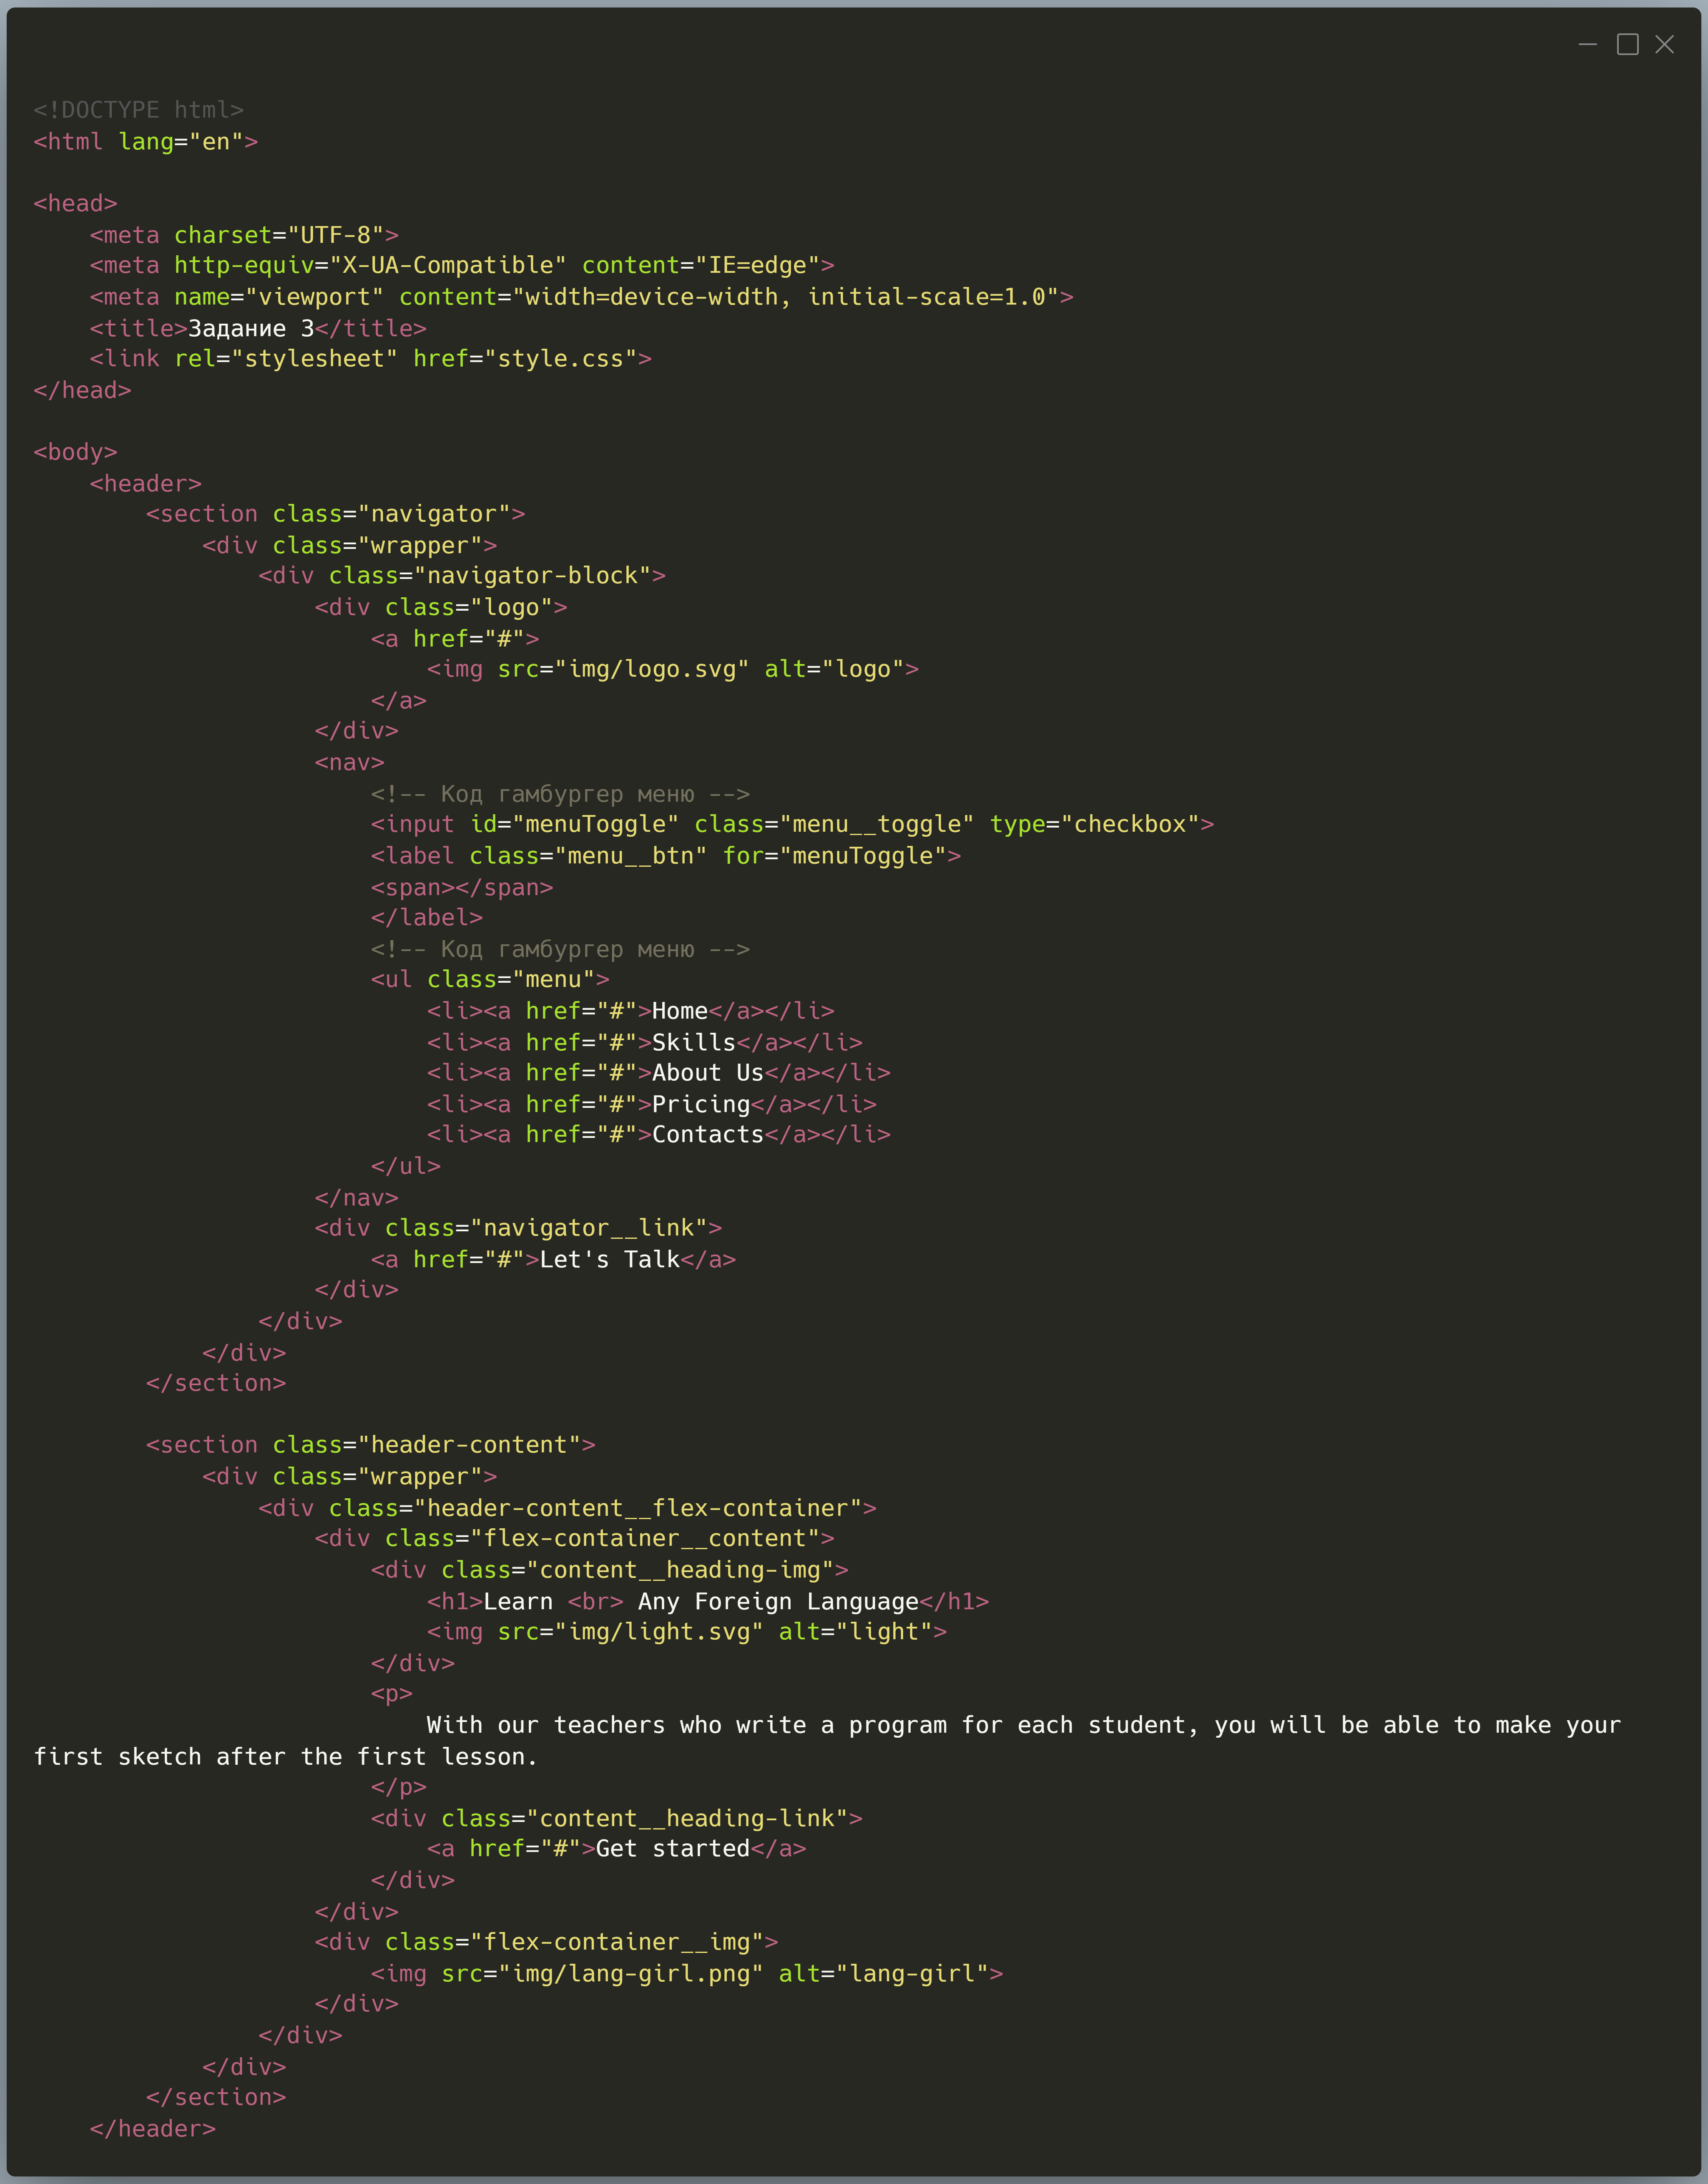 <!DOCTYPE html>
<html lang="en">

<head>
    <meta charset="UTF-8">
    <meta http-equiv="X-UA-Compatible" content="IE=edge">
    <meta name="viewport" content="width=device-width, initial-scale=1.0">
    <title>Задание 3</title>
    <link rel="stylesheet" href="style.css">
</head>

<body>
    <header>
        <section class="navigator">
            <div class="wrapper">
                <div class="navigator-block">
                    <div class="logo">
                        <a href="#">
                            <img src="img/logo.svg" alt="logo">
                        </a>
                    </div>
                    <nav>
                        <!-- Код гамбургер меню -->
                        <input id="menuToggle" class="menu__toggle" type="checkbox">
                        <label class="menu__btn" for="menuToggle">
                        <span></span>
                        </label>
                        <!-- Код гамбургер меню -->
                        <ul class="menu">
                            <li><a href="#">Home</a></li>
                            <li><a href="#">Skills</a></li>
                            <li><a href="#">About Us</a></li>
                            <li><a href="#">Pricing</a></li>
                            <li><a href="#">Contacts</a></li>
                        </ul>
                    </nav>
                    <div class="navigator__link">
                        <a href="#">Let's Talk</a>
                    </div>
                </div>
            </div>
        </section>

        <section class="header-content">
            <div class="wrapper">
                <div class="header-content__flex-container">
                    <div class="flex-container__content">
                        <div class="content__heading-img">
                            <h1>Learn <br> Any Foreign Language</h1>
                            <img src="img/light.svg" alt="light">
                        </div>
                        <p>
                            With our teachers who write a program for each student, you will be able to make your
first sketch after the first lesson.
                        </p>
                        <div class="content__heading-link">
                            <a href="#">Get started</a>
                        </div>
                    </div>
                    <div class="flex-container__img">
                        <img src="img/lang-girl.png" alt="lang-girl">
                    </div>
                </div>
            </div>
        </section>
    </header>